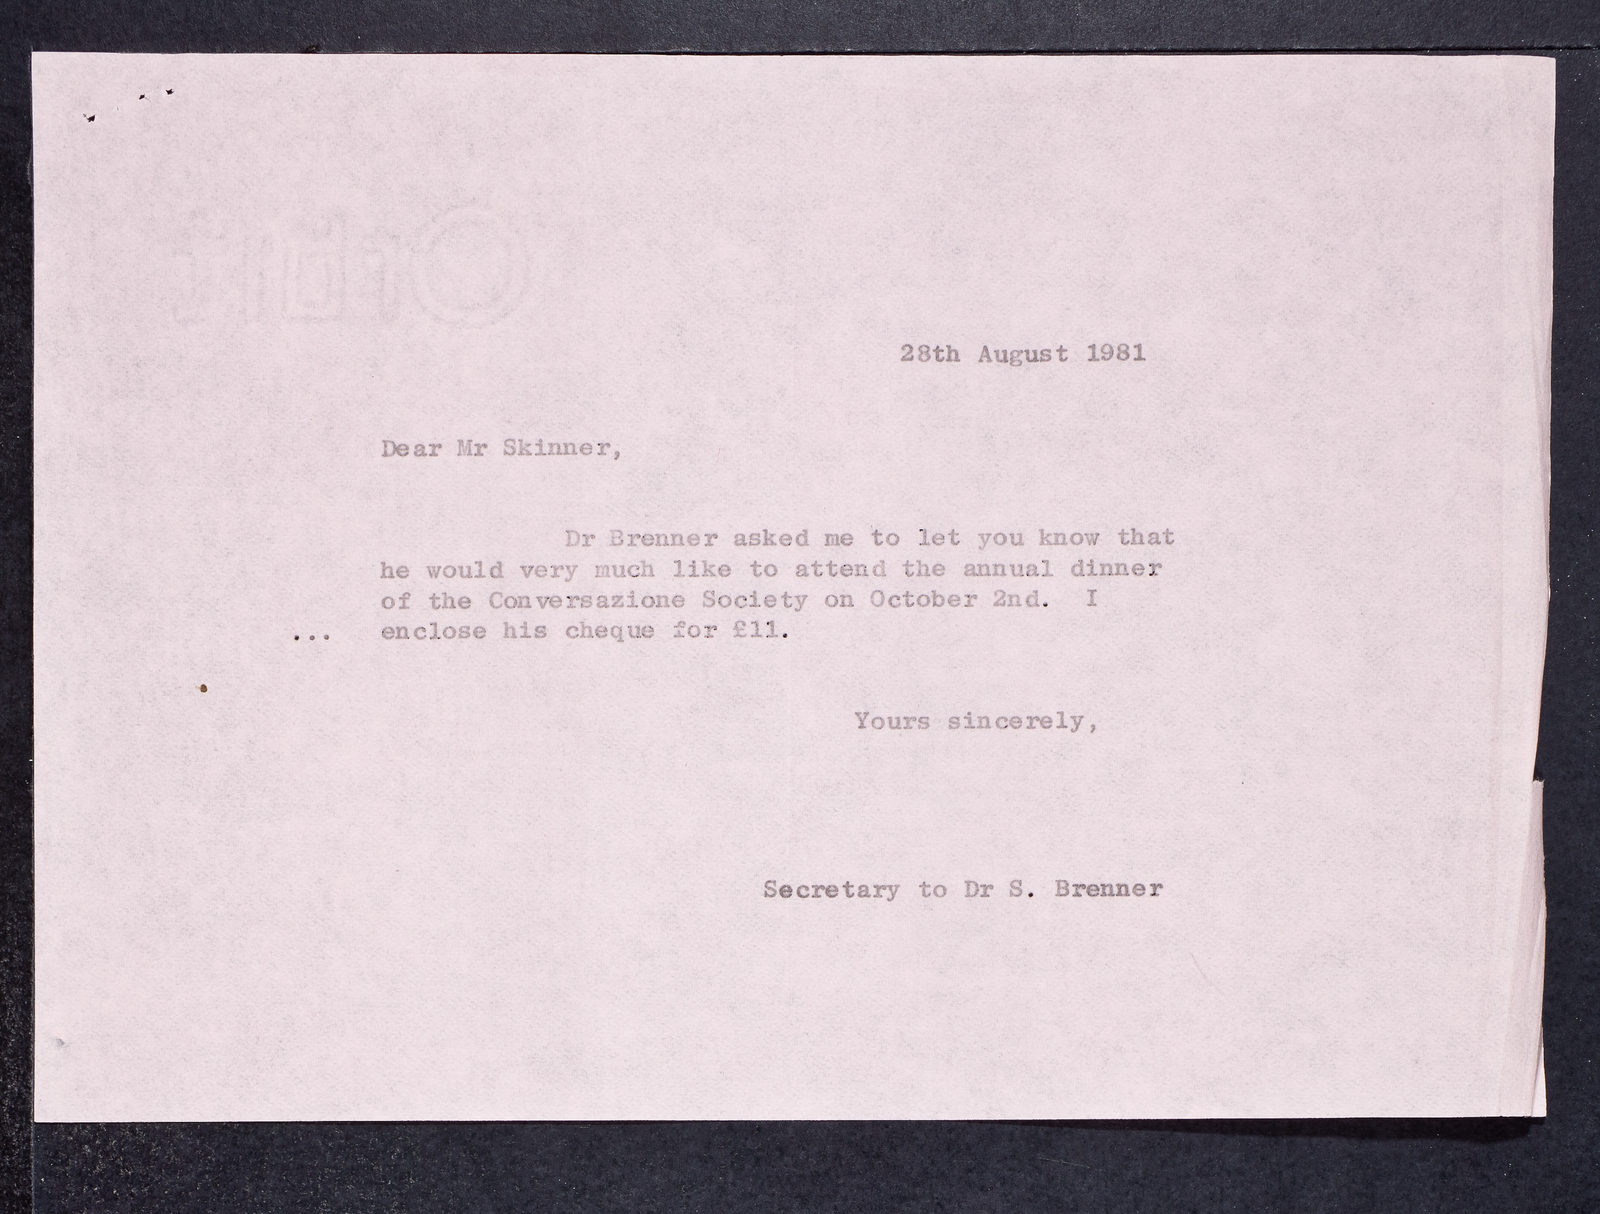 28th August 1981
Dear Mr Skinner,
Dr Brenner asked me to let you know that
he would very much like to attend the annual dinner
of the Conversazione Society on October 2nd. I
... enclose his cheque for £11.
Yours sincerely,
Secretary to Dr S. Brenner